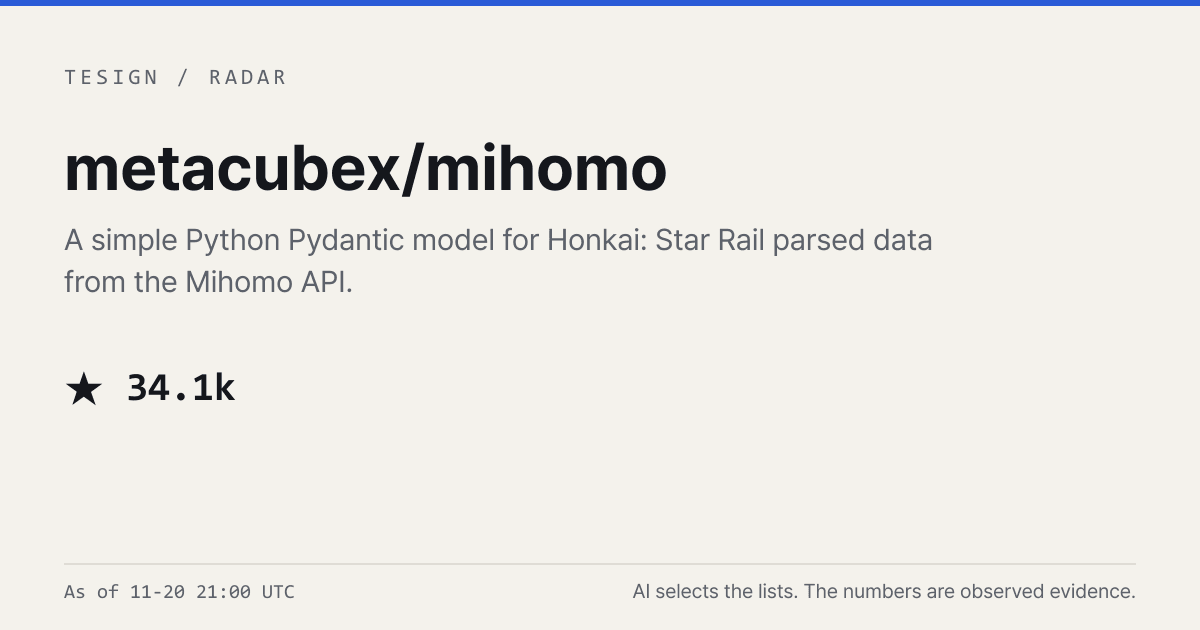 TESIGN / RADAR
metacubex/mihomo
A simple Python Pydantic model for Honkai: Star Rail parsed data
from the Mihomo API.
★ 34.1k
As of 11-20 21:00 UTC
AI selects the lists. The numbers are observed evidence.